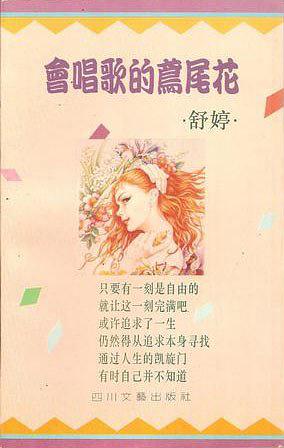 會唱歌的鳶尾花
·舒婷·
只要有一刻是自由的
就让这一刻完满吧
或许追求了一生
仍然得从追求本身寻找
通过人生的凯旋门
有时自己并不知道
四川文藝出版社